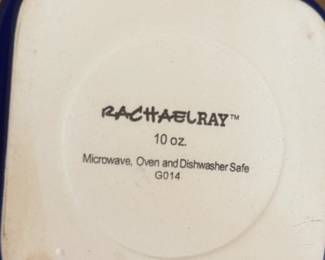 RACHAELRAY™
10 oz.
Microwave, Oven and Dishwasher Safe
G014